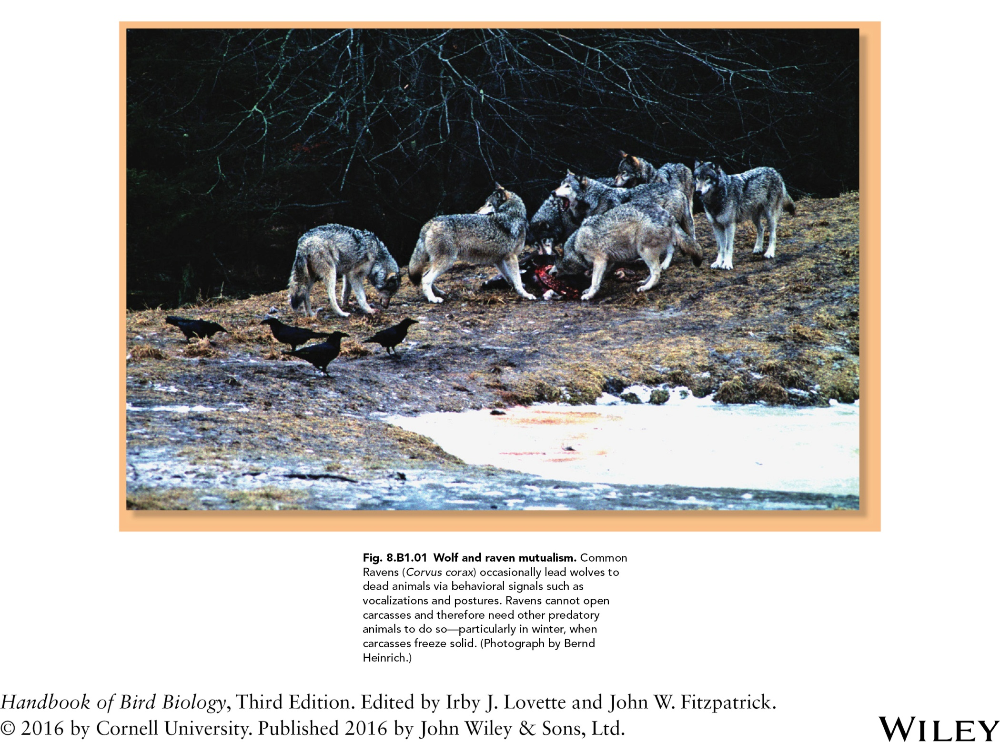 Fig. 8.B1.01 Wolf and raven mutualism. Common
Ravens (Corvus corax) occasionally lead wolves to
dead animals via behavioral signals such as
vocalizations and postures. Ravens cannot open
carcasses and therefore need other predatory
animals to do so—particularly in winter, when
carcasses freeze solid. (Photograph by Bernd
Heinrich.)
Handbook of Bird Biology, Third Edition. Edited by Irby J. Lovette and John W. Fitzpatrick.
© 2016 by Cornell University. Published 2016 by John Wiley & Sons, Ltd.
WILEY